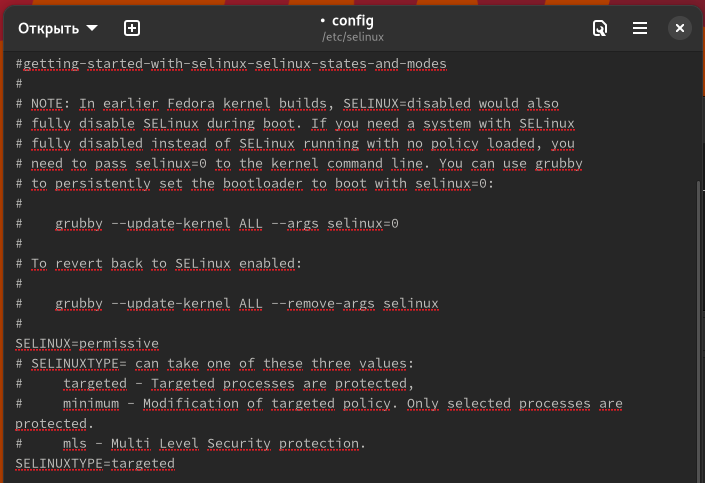 Открыть
• config
/etc/selinux
#getting-started-with-selinux-selinux-states-and-modes
#
# NOTE: In earlier Fedora kernel builds, SELINUX=disabled would also
# fully disable SELinux during boot. If you need a system with SELinux
# fully disabled instead of SELinux running with no policy loaded, you
# need to pass selinux=0 to the kernel command line. You can use grubby
# to persistently set the bootloader to boot with selinux=0:
#
#    grubby --update-kernel ALL --args selinux=0
#
# To revert back to SELinux enabled:
#
#    grubby --update-kernel ALL --remove-args selinux
#
SELINUX=permissive
# SELINUXTYPE= can take one of these three values:
#     targeted - Targeted processes are protected,
#     minimum - Modification of targeted policy. Only selected processes are
protected.
#     mls - Multi Level Security protection.
SELINUXTYPE=targeted